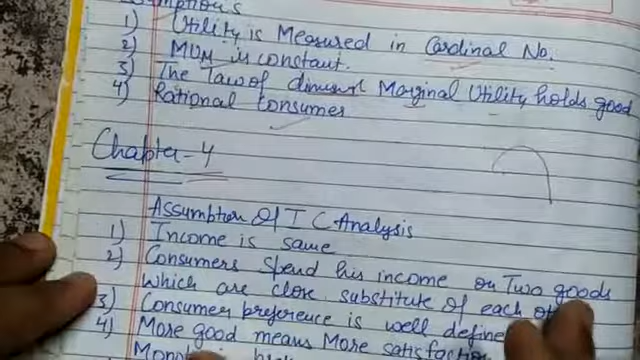 1) Utility is Measured in Cardinal No.
2) MUM is constant.
3) The law of Marginal Utility holds good
4) Rational Consumer
Chapter-4
Assumption Of I C Analysis
1) Income is same
2) Consumers Spend his income on Two goods
which are close substitute of each
3) Consumer preference is well define
4) More good means More satisfaction